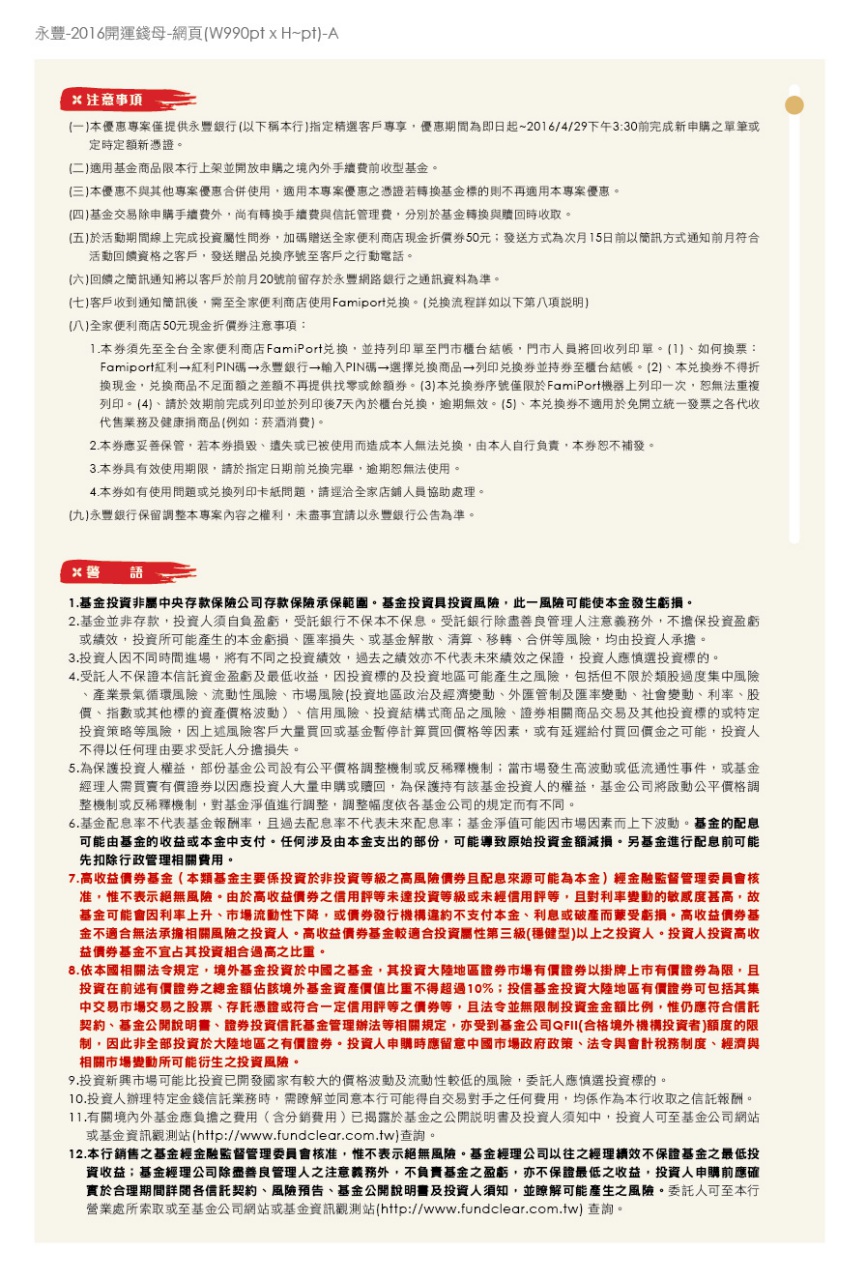 永豐-2016開運錢母-網頁(W990pt x H~pt)-A
注意事項
(一)本優惠專案僅提供永豐銀行(以下稱本行)指定精選客戶專享，優惠期間為即日起~2016/4/29下午3:30前完成新申購之單筆或
定時定額新憑證。
(二)適用基金商品限本行上架並開放申購之境內外手續費前收型基金。
(三)本優惠不與其他專案優惠合併使用，適用本專案優惠之憑證若轉換基金標的則不再適用本專案優惠。
(四)基金交易除申購手續費外，尚有轉換手續費與信託管理費，分別於基金轉換與贖回時收取。
(五)於活動期間線上完成投資屬性問券，加碼贈送全家便利商店現金折價券50元；發送方式為次月15日前以簡訊方式通知前月符合
活動回饋資格之客戶，發送贈品兌換序號至客戶之行動電話。
(六)回饋之簡訊通知將以客戶於前月20號前留存於永豐網路銀行之通訊資料為準。
(七)客戶收到通知簡訊後，需至全家便利商店使用Famiport兌換。(兌換流程詳如以下第八項說明)
(八)全家便利商店50元現金折價券注意事項：
1.本券須先至全台全家便利商店FamiPort兌換，並持列印單至門市櫃台結帳，門市人員將回收列印單。(1)、如何換票：
Famiport紅利→紅利PIN碼→永豐銀行→輸入PIN碼→選擇兌換商品→列印兌換券並持券至櫃台結帳。(2)、本兌換券不得折
換現金，兌換商品不足面額之差額不再提供找零或餘額券。(3)本兌換券序號僅限於FamiPort機器上列印一次，恕無法重複
列印。(4)、請於效期前完成列印並於列印後7天內於櫃台兌換，逾期無效。(5)、本兌換券不適用於免開立統一發票之各代收
代售業務及健康捐商品(例如：菸酒消費)。
2.本券應妥善保管，若本券損毀、遺失或已被使用而造成本人無法兌換，由本人自行負責，本券恕不補發。
3.本券具有效使用期限，請於指定日期前兌換完畢，逾期恕無法使用。
4.本券如有使用問題或兌換列印卡紙問題，請逕洽全家店鋪人員協助處理。
(九)永豐銀行保留調整本專案內容之權利，未盡事宜請以永豐銀行公告為準。
警 語
1.基金投資非屬中央存款保險公司存款保險承保範圍。基金投資具投資風險，此一風險可能使本金發生虧損。
2.基金並非存款，投資人須自負盈虧，受託銀行不保本不保息。受託銀行除盡善良管理人注意義務外，不擔保投資盈虧
或績效，投資所可能產生的本金虧損、匯率損失、或基金解散、清算、移轉、合併等風險，均由投資人承擔。
3.投資人因不同時間進場，將有不同之投資績效，過去之績效亦不代表未來績效之保證，投資人應慎選投資標的。
4.受託人不保證本信託資金盈虧及最低收益，因投資標的及投資地區可能產生之風險，包括但不限於類股過度集中風險
、產業景氣循環風險、流動性風險、市場風險(投資地區政治及經濟變動、外匯管制及匯率變動、社會變動、利率、股
價、指數或其他標的資產價格波動）、信用風險、投資結構式商品之風險、證券相關商品交易及其他投資標的或特定
投資策略等風險，因上述風險客戶大量買回或基金暫停計算買回價格等因素，或有延遲給付買回價金之可能，投資人
不得以任何理由要求受託人分擔損失。
5.為保護投資人權益，部份基金公司設有公平價格調整機制或反稀釋機制；當市場發生高波動或低流通性事件，或基金
經理人需買賣有價證券以因應投資人大量申購或贖回，為保護持有該基金投資人的權益，基金公司將啟動公平價格調
整機制或反稀釋機制，對基金淨值進行調整，調整幅度依各基金公司的規定而有不同。
6.基金配息率不代表基金報酬率，且過去配息率不代表未來配息率；基金淨值可能因市場因素而上下波動。基金的配息
可能由基金的收益或本金中支付。任何涉及由本金支出的部份，可能導致原始投資金額減損。另基金進行配息前可能
先扣除行政管理相關費用。
7.高收益債券基金（本類基金主要係投資於非投資等級之高風險債券且配息來源可能為本金）經金融監督管理委員會核
准，惟不表示絕無風險。由於高收益債券之信用評等未達投資等級或未經信用評等，且對利率變動的敏感度甚高，故
基金可能會因利率上升、市場流動性下降，或債券發行機構違約不支付本金、利息或破產而蒙受虧損。高收益債券基
金不適合無法承擔相關風險之投資人。高收益債券基金較適合投資屬性第三級(穩健型)以上之投資人。投資人投資高收
益債券基金不宜占其投資組合過高之比重。
8.依本國相關法令規定，境外基金投資於中國之基金，其投資大陸地區證券市場有價證券以掛牌上市有價證券為限，且
投資在前述有價證券之總金額佔該境外基金資產價值比重不得超過10%；投信基金投資大陸地區有價證券可包括其集
中交易市場交易之股票、存託憑證或符合一定信用評等之債券等，且法令並無限制投資金金額比例，惟仍應符合信託
契約、基金公開說明書、證券投資信託基金管理辦法等相關規定，亦受到基金公司QFII(合格境外機構投資者)額度的限
制，因此非全部投資於大陸地區之有價證券。投資人申購時應留意中國市場政府政策、法令與會計稅務制度、經濟與
相關市場變動所可能衍生之投資風險。
9.投資新興市場可能比投資已開發國家有較大的價格波動及流動性較低的風險，委託人應慎選投資標的。
10.投資人辦理特定金錢信託業務時，需瞭解並同意本行可能得自交易對手之任何費用，均係作為本行收取之信託報酬。
11.有關境內外基金應負擔之費用（含分銷費用）已揭露於基金之公開說明書及投資人須知中，投資人可至基金公司網站
或基金資訊觀測站(http://www.fundclear.com.tw)查詢。
12.本行銷售之基金經金融監督管理委員會核准，惟不表示絕無風險。基金經理公司以往之經理績效不保證基金之最低投
資收益；基金經理公司除盡善良管理人之注意義務外，不負責基金之盈虧，亦不保證最低之收益，投資人申購前應確
實於合理期間詳閱各信託契約、風險預告、基金公開說明書及投資人須知，並瞭解可能產生之風險。委託人可至本行
營業處所索取或至基金公司網站或基金資訊觀測站(http://www.fundclear.com.tw) 查詢。